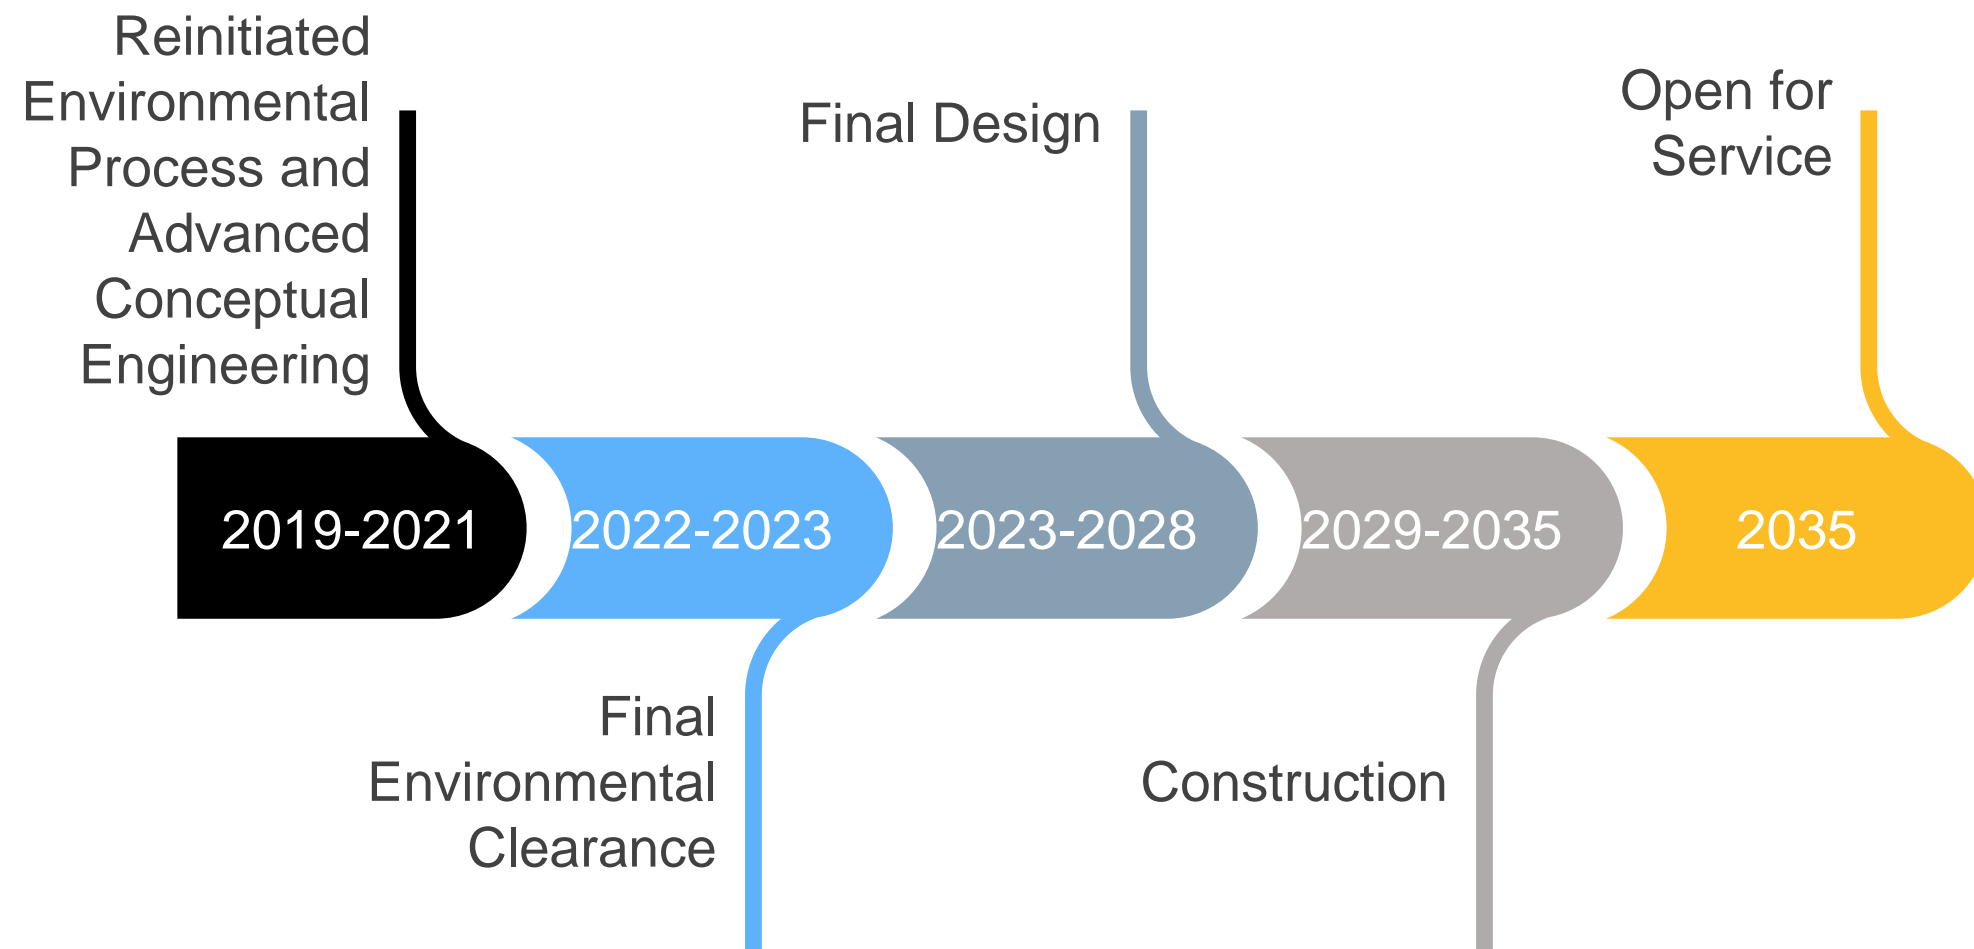 Reinitiated
Environmental
Process and
Advanced
Conceptual
Engineering
Final Design
Open for
Service
2019-2021
2022-2023
2023-2028
2029-2035
2035
Final
Environmental
Clearance
Construction